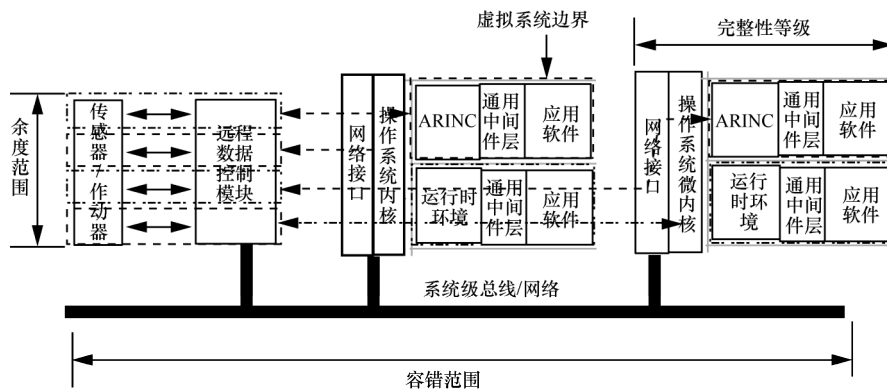 虚拟系统边界
完整性等级
余度范围
传感器/作动器
远程
数据
控制
模块
网络接口
操作系统内核
ARINC
通用
中间
件层
应用
软件
运行
时环
境
通用
中间
件层
应用
软件
网络接口
操作系统微内核
ARINC
通用
中间
件层
应用
软件
运行
时环
境
通用
中间
件层
应用
软件
系统级总线/网络
容错范围